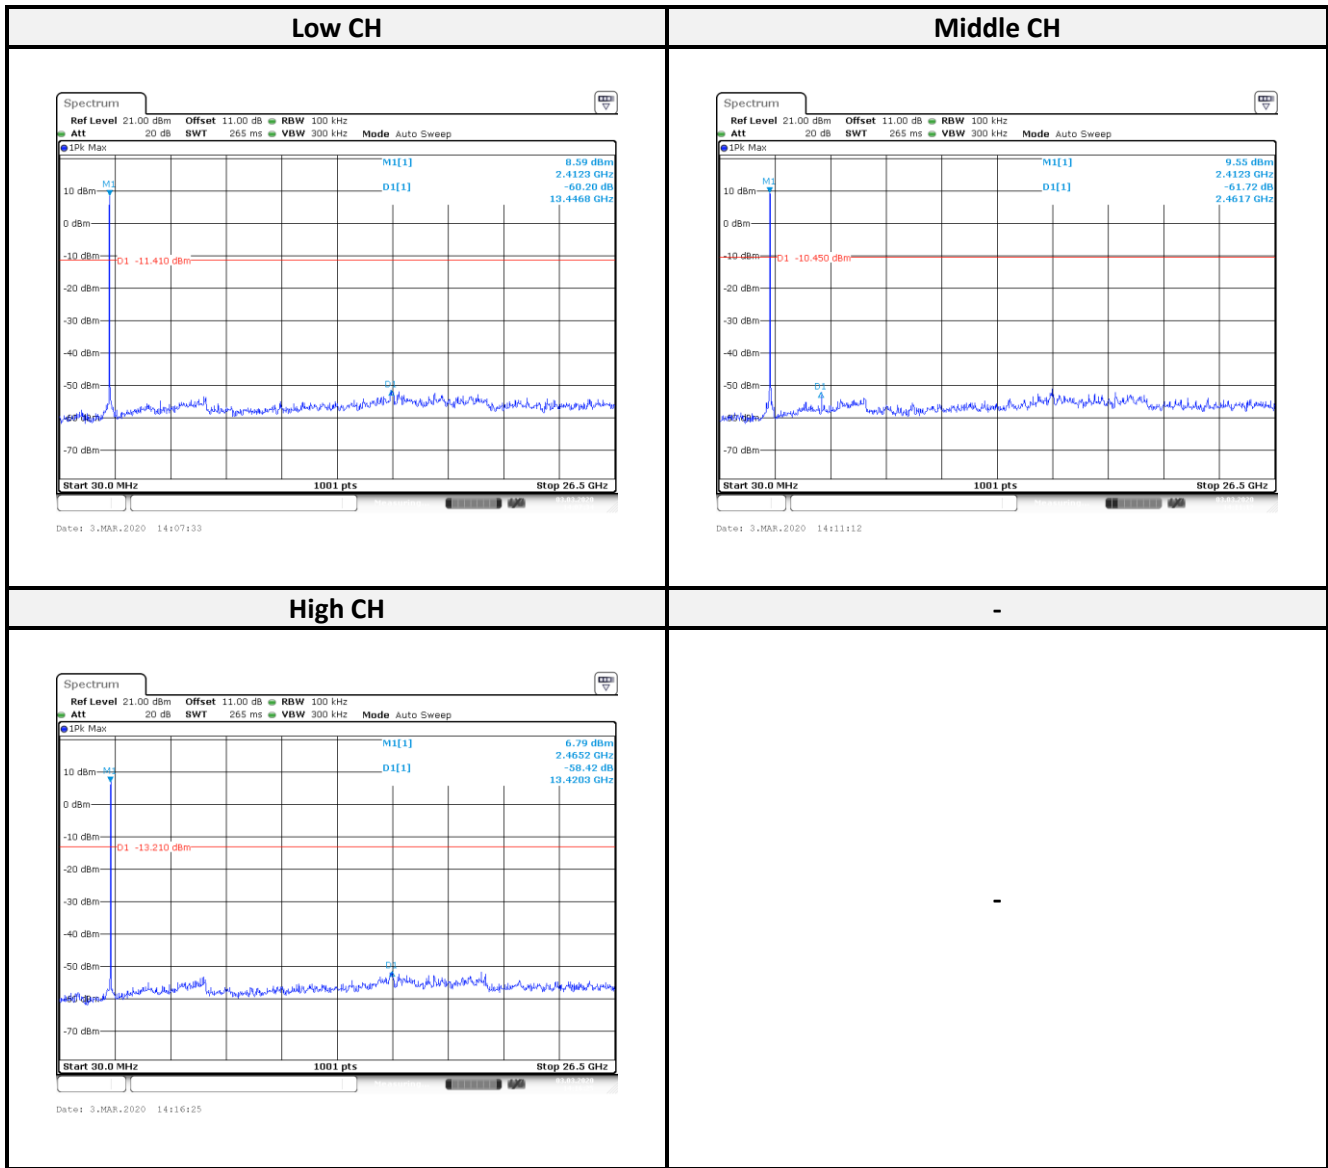 Low CH
Middle CH
Spectrum
Ref Level 21.00 dBm Offset 11.00 dB RBW 100 kHz
Att 20 dB SWT 265 ms VBW 300 kHz Mode Auto Sweep
1Pk Max
M1[1] 8.59 dBm
2.4123 GHz
D1[1] -60.20 dB
13.4468 GHz
M1
10 dBm
0 dBm
-10 dBm
D1 -11.410 dBm
-20 dBm
-30 dBm
-40 dBm
-50 dBm
D1
-60 dBm
-70 dBm
Start 30.0 MHz 1001 pts Stop 26.5 GHz
Date: 3.MAR.2020 14:07:33
Spectrum
Ref Level 21.00 dBm Offset 11.00 dB RBW 100 kHz
Att 20 dB SWT 265 ms VBW 300 kHz Mode Auto Sweep
1Pk Max
M1[1] 9.55 dBm
2.4123 GHz
D1[1] -61.72 dB
2.4617 GHz
M1
10 dBm
0 dBm
-10 dBm
D1 -10.450 dBm
-20 dBm
-30 dBm
-40 dBm
-50 dBm
D1
-60 dBm
-70 dBm
Start 30.0 MHz 1001 pts Stop 26.5 GHz
Date: 3.MAR.2020 14:11:12
High CH
-
Spectrum
Ref Level 21.00 dBm Offset 11.00 dB RBW 100 kHz
Att 20 dB SWT 265 ms VBW 300 kHz Mode Auto Sweep
1Pk Max
M1[1] 6.79 dBm
2.4652 GHz
D1[1] -58.42 dB
13.4203 GHz
10 dBm M1
0 dBm
-10 dBm
D1 -13.210 dBm
-20 dBm
-30 dBm
-40 dBm
-50 dBm
D1
-60 dBm
-70 dBm
Start 30.0 MHz 1001 pts Stop 26.5 GHz
Date: 3.MAR.2020 14:16:25
-